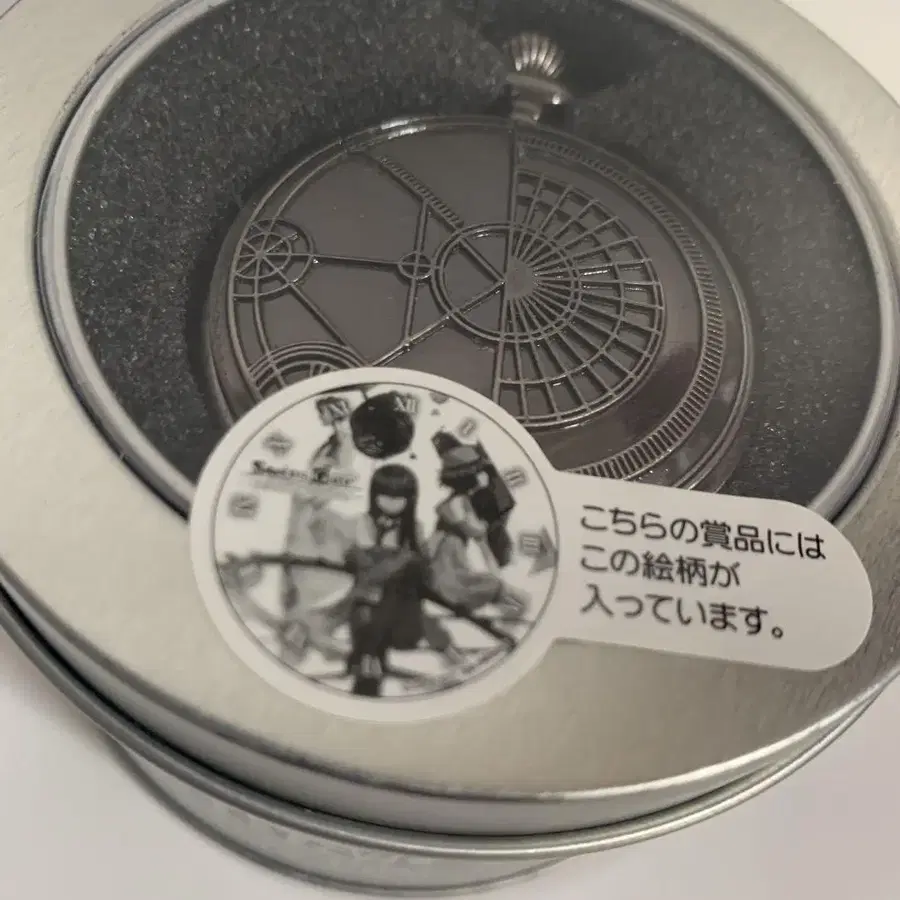 こちらの賞品には
この絵柄が
入っています。